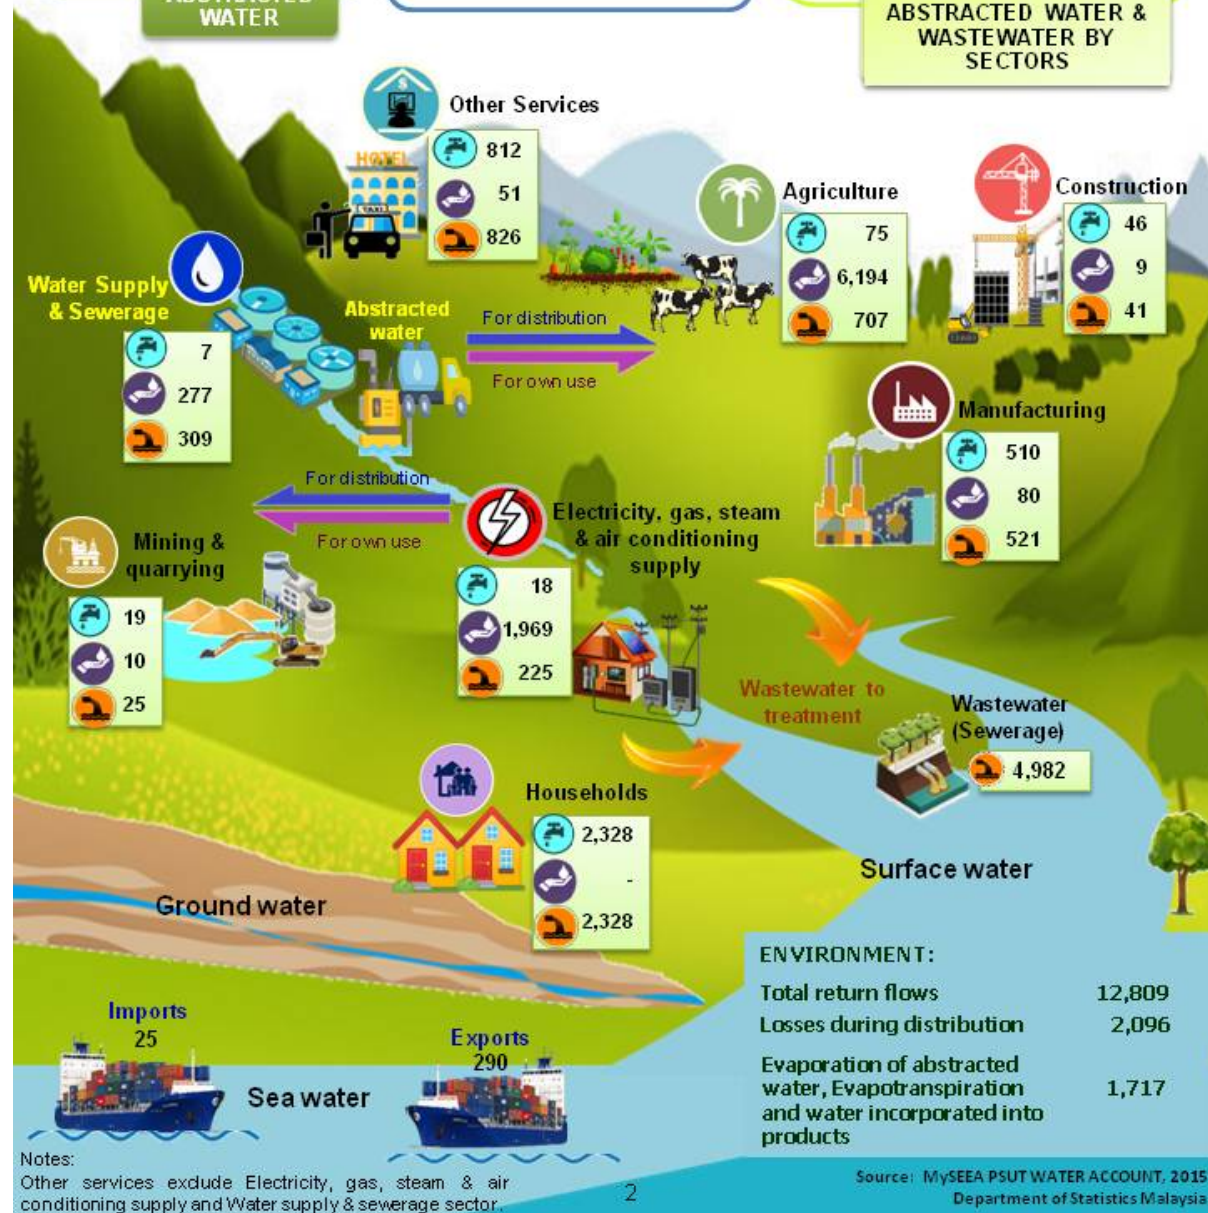 WATER
ABSTRACTED WATER &
WASTEWATER BY
SECTORS
Other Services
812
51
826
HOTEL
TAXI
Agriculture
75
6,194
707
Construction
46
9
41
Water Supply
& Sewerage
7
277
309
Abstracted
water
For distribution
For own use
Manufacturing
510
80
521
For distribution
For own use
Electricity, gas, steam
& air conditioning
supply
18
1,969
225
Mining &
quarrying
19
10
25
Wastewater to
treatment
Wastewater
(Sewerage)
4,982
Households
2,328
-
2,328
Surface water
Ground water
ENVIRONMENT:
Total return flows 12,809
Losses during distribution 2,096
Evaporation of abstracted
water, Evapotranspiration
and water incorporated into
products
1,717
Imports
25
Exports
290
Sea water
Notes:
Other services exclude Electricity, gas, steam & air
conditioning supply and Water supply & sewerage sector.
2
Source: MySEEA PSUT WATER ACCOUNT, 2015
Department of Statistics Malaysia